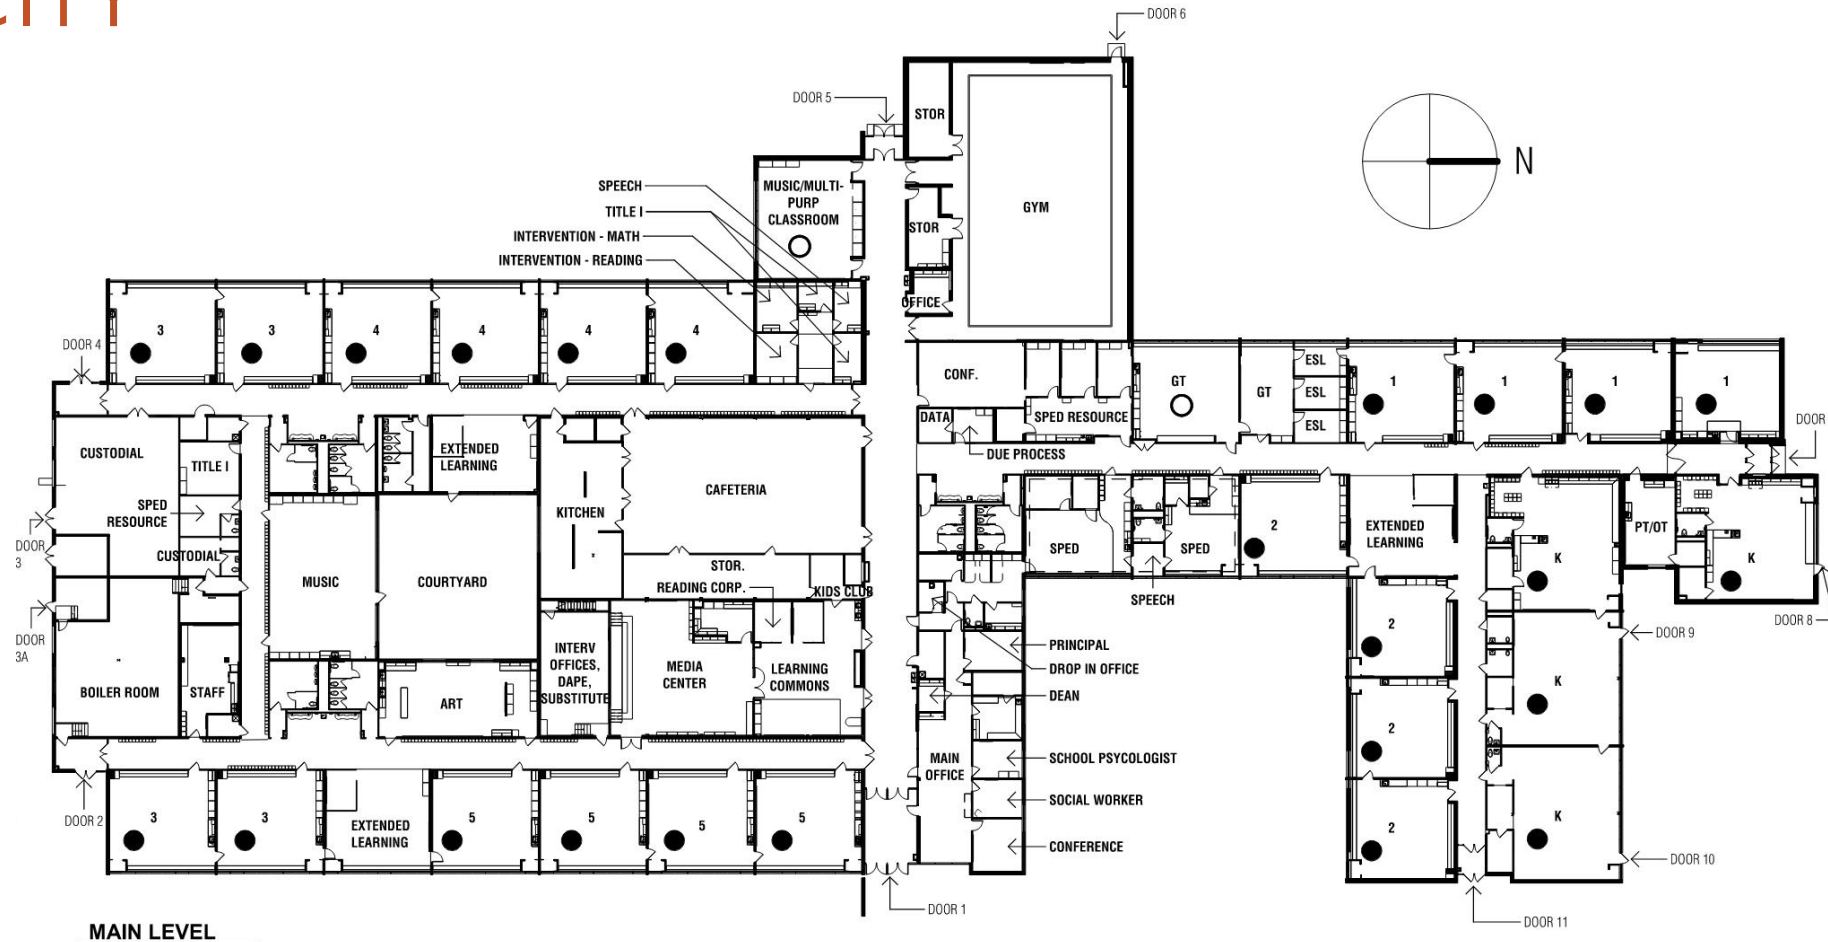 CITY
DOOR 6
DOOR 5
STOR
N
SPEECH
MUSIC/MULTI-
PURP
CLASSROOM
TITLE I
GYM
STOR
INTERVENTION - MATH
INTERVENTION - READING
OFFICE
3
3
4
4
4
4
DOOR 4
CONF.
GT
GT
ESL
ESL
ESL
1
1
1
1
DATA
SPED RESOURCE
DOOR
DUE PROCESS
CUSTODIAL
TITLE I
EXTENDED
LEARNING
CAFETERIA
SPED
RESOURCE
KITCHEN
DOOR
3
CUSTODIAL
SPED
SPED
2
EXTENDED
LEARNING
PT/OT
K
K
MUSIC
COURTYARD
STOR.
READING CORP.
KIDS CLUB
SPEECH
DOOR
3A
DOOR 8
2
DOOR 9
INTERV
OFFICES,
DAPE,
SUBSTITUTE
PRINCIPAL
DROP IN OFFICE
DEAN
MEDIA
CENTER
LEARNING
COMMONS
BOILER ROOM
STAFF
ART
K
2
MAIN
OFFICE
SCHOOL PSYCOLOGIST
SOCIAL WORKER
CONFERENCE
DOOR 2
3
3
EXTENDED
LEARNING
5
5
5
5
2
K
DOOR 10
DOOR 1
DOOR 11
MAIN LEVEL